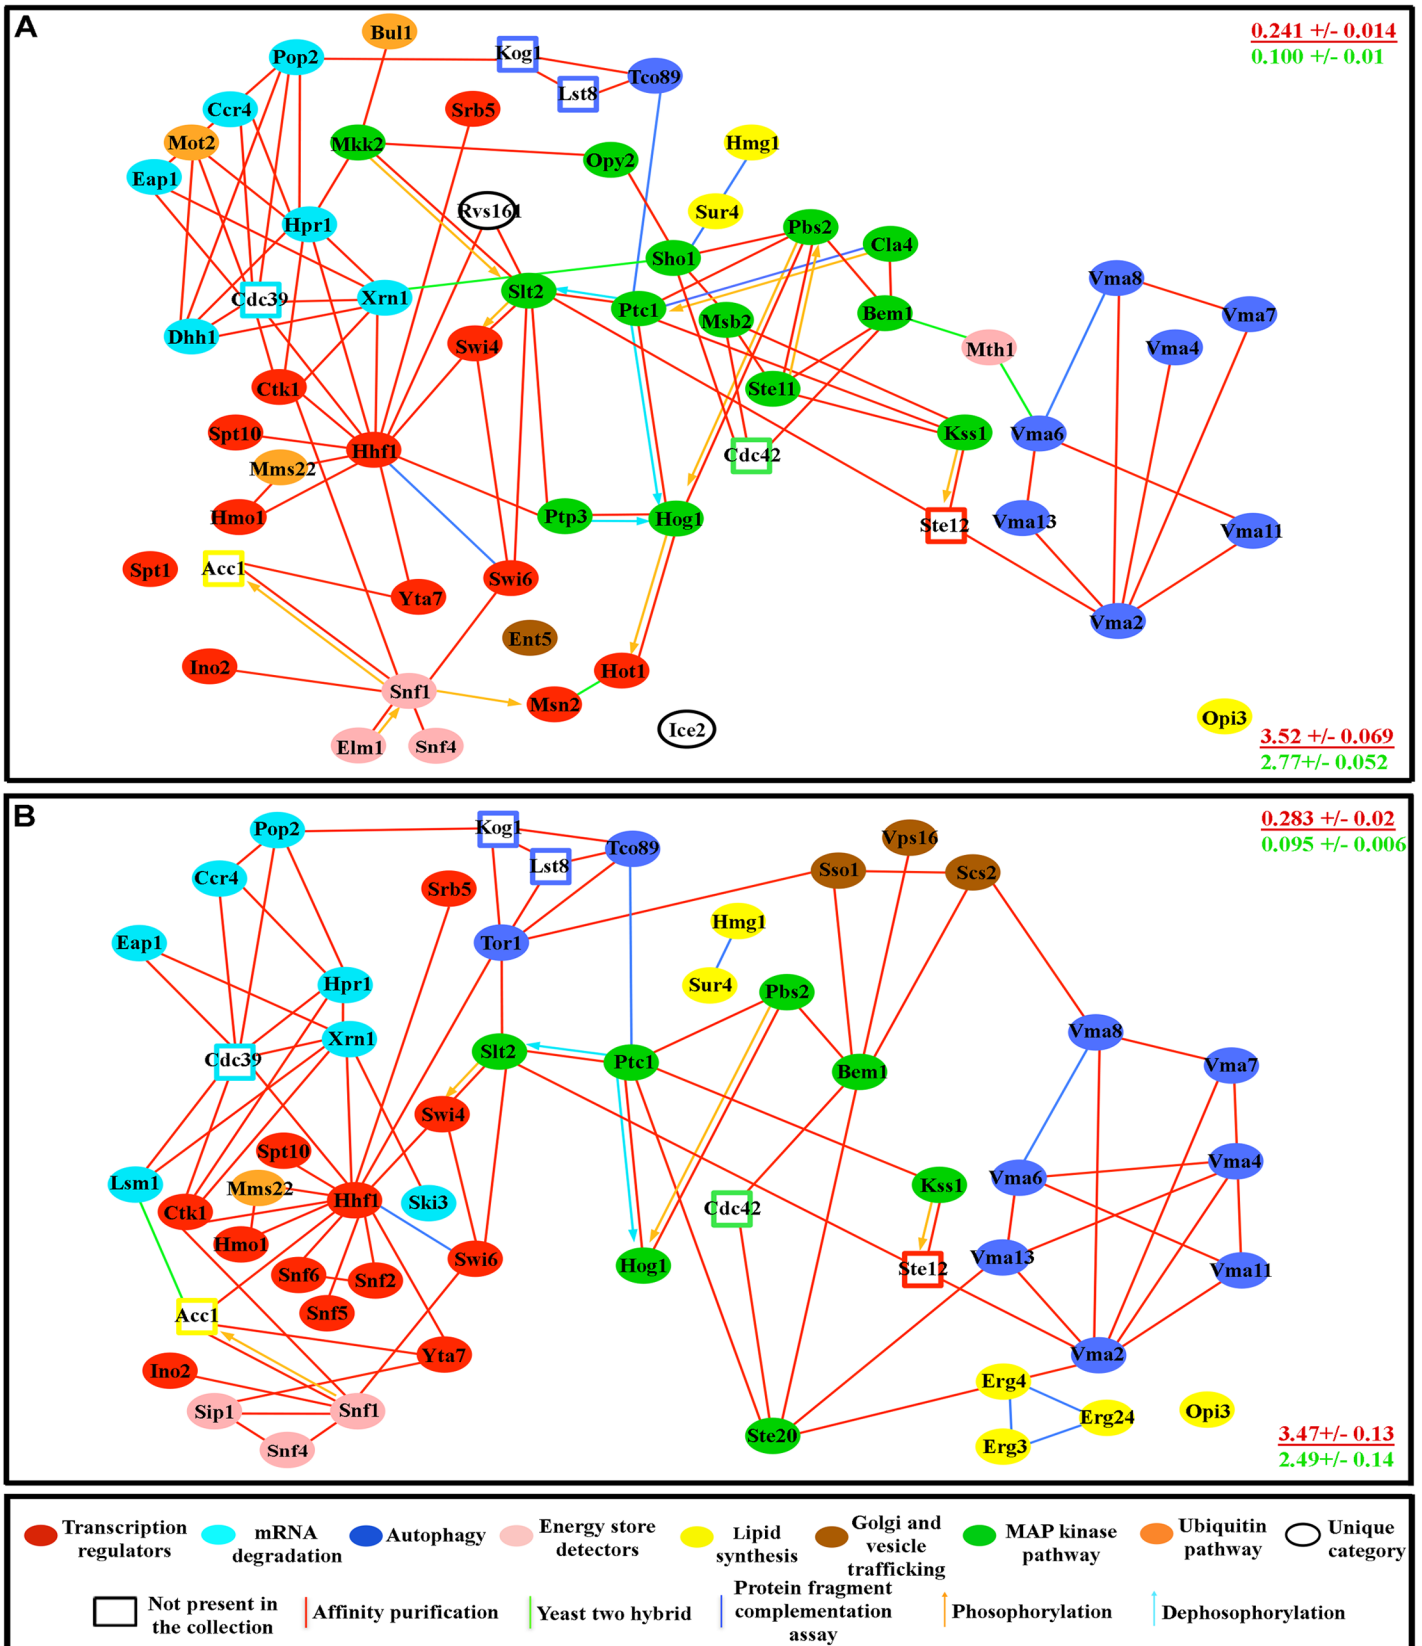 A
0.241 +/- 0.014
0.100 +/- 0.01
Bul1
Pop2
Kog1
Tco89
Lst8
Ccr4
Srb5
Mot2
Mkk2
Hmg1
Opy2
Eap1
Rvs161
Sur4
Hpr1
Pbs2
Cla4
Sho1
Vma8
Cdc39
Xrn1
Slt2
Ptc1
Msb2
Bem1
Vma7
Dhh1
Swi4
Mth1
Vma4
Ctk1
Ste11
Spt10
Hhf1
Kss1
Vma6
Cdc42
Mms22
Hmo1
Ptp3
Hog1
Ste12
Vma13
Vma11
Spt1
Acc1
Swi6
Yta7
Vma2
Ent5
Ino2
Hot1
Snf1
Msn2
Ice2
Opi3
Elm1
Snf4
3.52 +/- 0.069
2.77+/- 0.052
B
0.283 +/- 0.02
0.095 +/- 0.006
Pop2
Kog1
Tco89
Vps16
Lst8
Sso1
Scs2
Ccr4
Srb5
Hmg1
Eap1
Tor1
Hpr1
Sur4
Pbs2
Xrn1
Vma8
Cdc39
Slt2
Ptc1
Bem1
Vma7
Swi4
Spt10
Vma4
Lsm1
Mms22
Hhf1
Ski3
Kss1
Vma6
Ctk1
Cdc42
Hmo1
Swi6
Vma13
Snf6
Snf2
Hog1
Ste12
Vma11
Snf5
Acc1
Yta7
Vma2
Ino2
Erg4
Sip1
Snf1
Opi3
Erg24
Snf4
Ste20
Erg3
3.47+/- 0.13
2.49+/- 0.14
Transcription regulators
mRNA degradation
Autophagy
Energy store detectors
Lipid synthesis
Golgi and vesicle trafficking
MAP kinase pathway
Ubiquitin pathway
Unique category
Not present in the collection
Affinity purification
Yeast two hybrid
Protein fragment complementation assay
Phosophorylation
Dephosophorylation